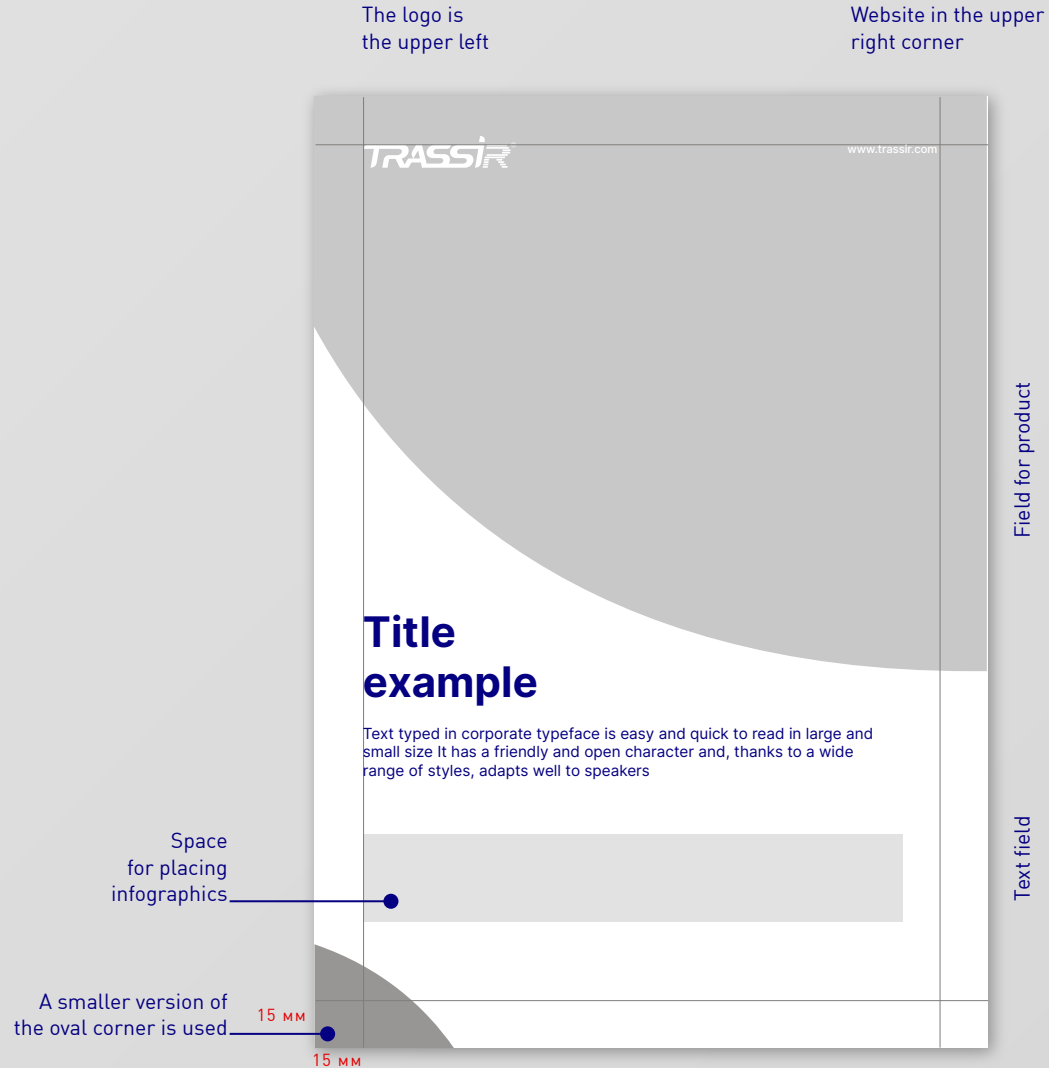 The logo is
the upper left
Website in the upper
right corner
TRASSiR
www.trassir.com
Field for product
Title
example
Text typed in corporate typeface is easy and quick to read in large and
small size It has a friendly and open character and, thanks to a wide
range of styles, adapts well to speakers
Space
for placing
infographics
Text field
A smaller version of
the oval corner is used
15 мм
15 мм